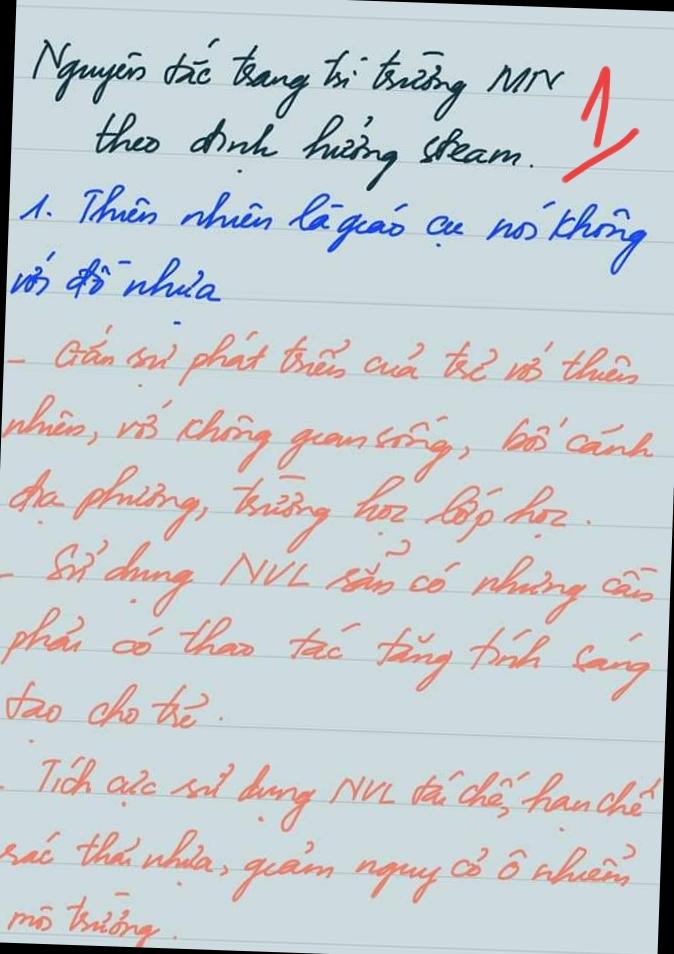 Nguyên tắc trang trí trường MN
theo định hướng steam.
1
1. Thiên nhiên là giáo cụ nói không
với đồ nhựa
- Gắn sự phát triển của trẻ với thiên
nhiên, với không gian sống, bối cảnh
địa phương, trường học lớp học.
- Sử dụng NVL sẵn có nhưng cần
phải có thao tác tăng tính sáng
tạo cho trẻ.
- Tích cực sử dụng NVL tái chế, hạn chế
rác thải nhựa, giảm nguy cơ ô nhiễm
môi trường.